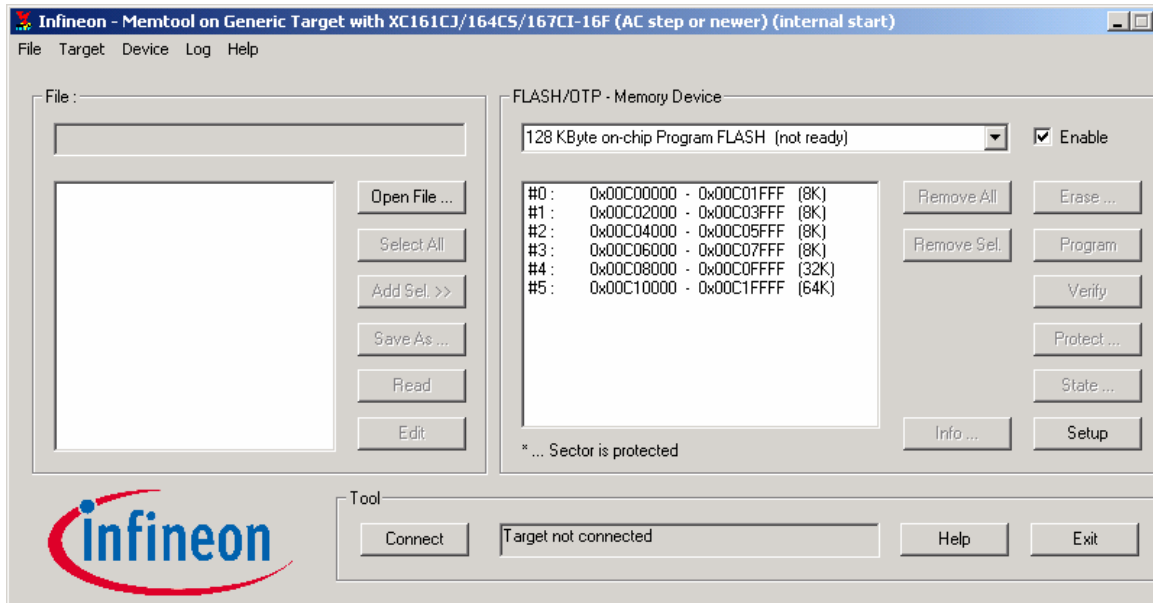 Infineon - Memtool on Generic Target with XC161CJ/164CS/167CI-16F (AC step or newer) (internal start)
File Target Device Log Help
File :
Open File ...
Select All
Add Sel. >>
Save As ...
Read
Edit
FLASH/OTP - Memory Device
128 KByte on-chip Program FLASH (not ready)
Enable
#0 : 0x00C00000 - 0x00C01FFF (8K)
#1 : 0x00C02000 - 0x00C03FFF (8K)
#2 : 0x00C04000 - 0x00C05FFF (8K)
#3 : 0x00C06000 - 0x00C07FFF (8K)
#4 : 0x00C08000 - 0x00C0FFFF (32K)
#5 : 0x00C10000 - 0x00C1FFFF (64K)
* ... Sector is protected
Remove All
Remove Sel.
Info ...
Erase ...
Program
Verify
Protect ...
State ...
Setup
infineon
Tool
Connect
Target not connected
Help
Exit